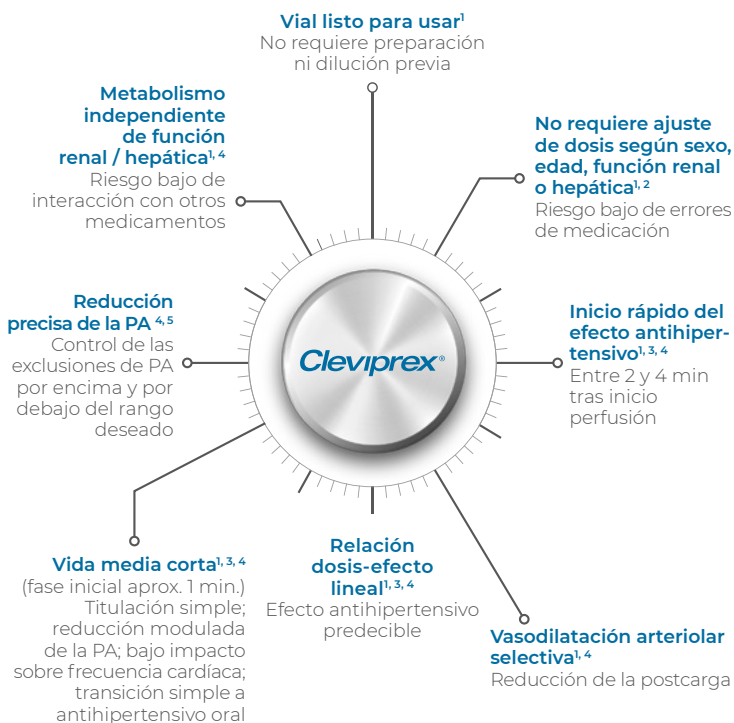 Vial listo para usar¹
No requiere preparación
ni dilución previa
Metabolismo
independiente
de función
renal / hepática¹, ⁴
Riesgo bajo de
interacción con otros
medicamentos
No requiere ajuste
de dosis según sexo,
edad, función renal
o hepática¹, ²
Riesgo bajo de errores
de medicación
Reducción
precisa de la PA ⁴, ⁵
Control de las
exclusiones de PA
por encima y por
debajo del rango
deseado
Cleviprex®
Inicio rápido del
efecto antihiper-
tensivo¹, ³, ⁴
Entre 2 y 4 min
tras inicio
perfusión
Vida media corta¹, ³, ⁴
(fase inicial aprox. 1 min.)
Titulación simple;
reducción modulada
de la PA; bajo impacto
sobre frecuencia cardíaca;
transición simple a
antihipertensivo oral
Relación
dosis-efecto
lineal¹, ³, ⁴
Efecto antihipertensivo
predecible
Vasodilatación arteriolar
selectiva¹, ⁴
Reducción de la postcarga